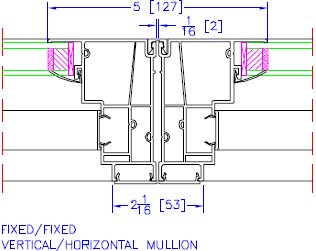 5 [127]
1/16 [2]
2 1/16 [53]
FIXED/FIXED
VERTICAL/HORIZONTAL MULLION